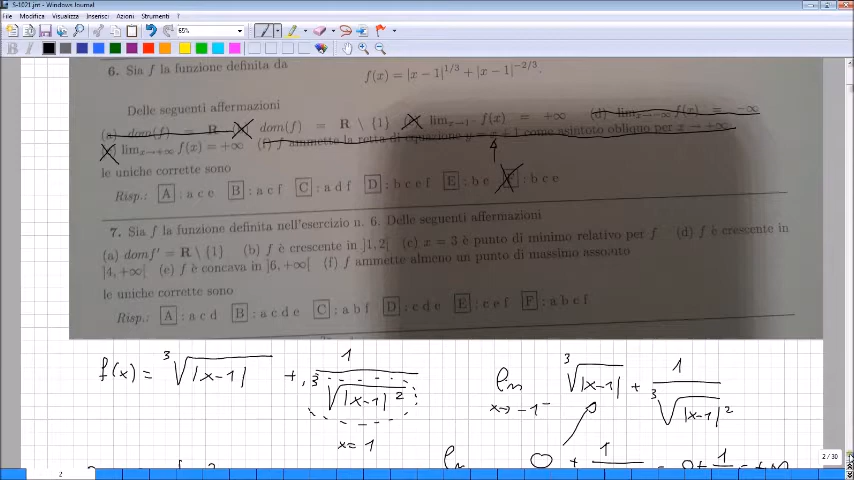 S-1021.jnt - Windows Journal
File Modifica Visualizza Inserisci Azioni Strumenti ?
65%
6. Sia f la funzione definita da
f(x) = |x − 1|^{1/3} + |x − 1|^{−2/3}.
Delle seguenti affermazioni
(a) dom(f) = R dom(f) = R \ {1} lim_{x→1^-} f(x) = +∞ (d) lim_{x→−∞} f(x) = −∞
lim_{x→+∞} f(x) = +∞ (f) f ammette la retta di equazione y = x + 1 come asintoto obliquo per x → +∞
le uniche corrette sono
Risp.: A : a c e B : a c f C : a d f D : b c e f E : b e : b c e
7. Sia f la funzione definita nell'esercizio n. 6. Delle seguenti affermazioni
(a) dom f' = R \ {1} (b) f è crescente in ]1, 2[ (c) x = 3 è punto di minimo relativo per f (d) f è crescente in
]4, +∞[ (e) f è concava in ]6, +∞[ (f) f ammette almeno un punto di massimo assoluto
le uniche corrette sono
Risp.: A : a c d B : a c d e C : a b f D : c d e E : c e f F : a b c f
f(x) = ∛|x−1| + 1/∛|x−1|² lim x→−1⁻ ∛|x−1| + 1/∛|x−1|²
x=1
lim 0 + 1
2
2 / 30